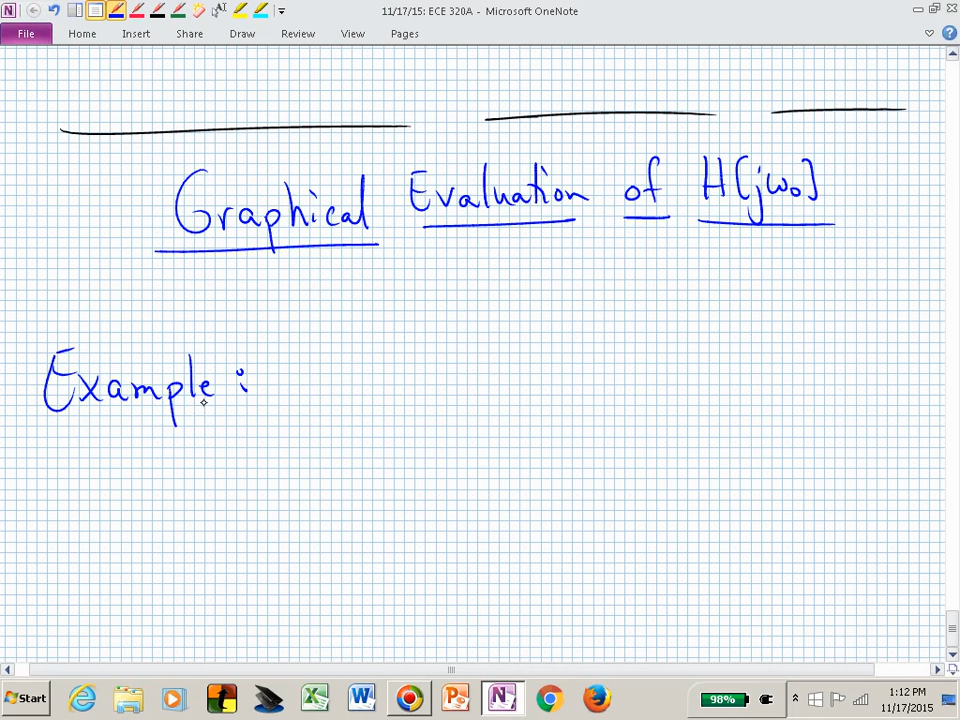 11/17/15: ECE 320A - Microsoft OneNote
File Home Insert Share Draw Review View Pages
Graphical Evaluation of H(jω₀)
Example:
Start 98% 1:12 PM
11/17/2015